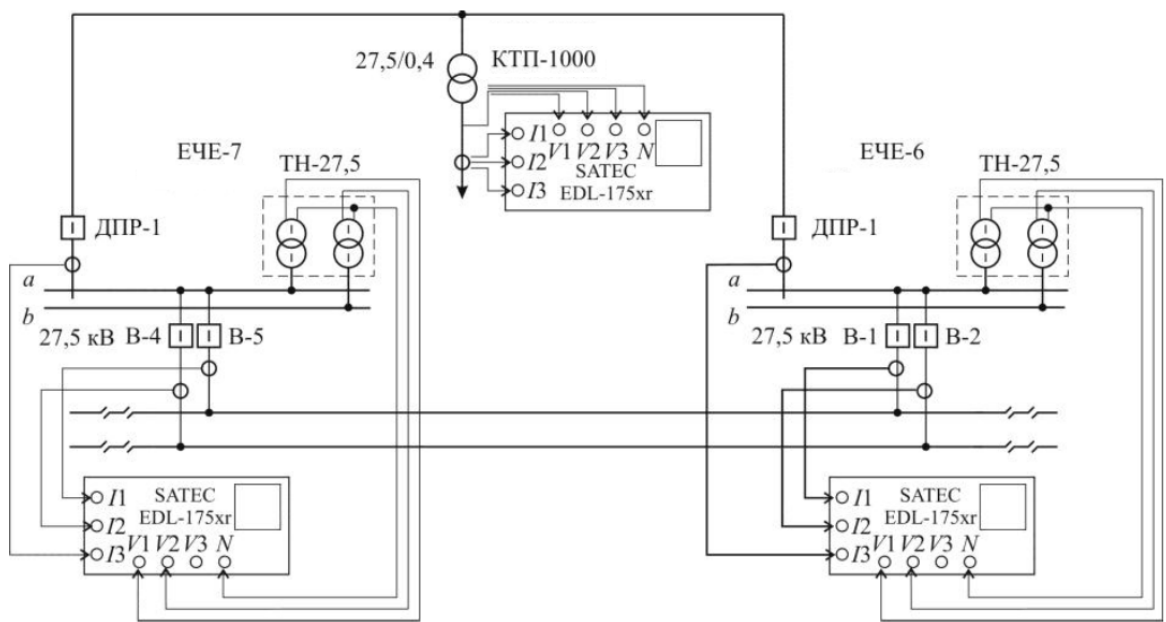 27,5/0,4 КТП-1000
I1
V1 V2 V3 N
I2
SATEC
I3
EDL-175xr
ЕЧЕ-7
ТН-27,5
ДПР-1
a
b
27,5 кВ В-4 В-5
I1
SATEC
I2
EDL-175xr
I3
V1 V2 V3 N
ЕЧЕ-6
ТН-27,5
ДПР-1
a
b
27,5 кВ В-1 В-2
I1
SATEC
I2
EDL-175xr
I3
V1 V2 V3 N